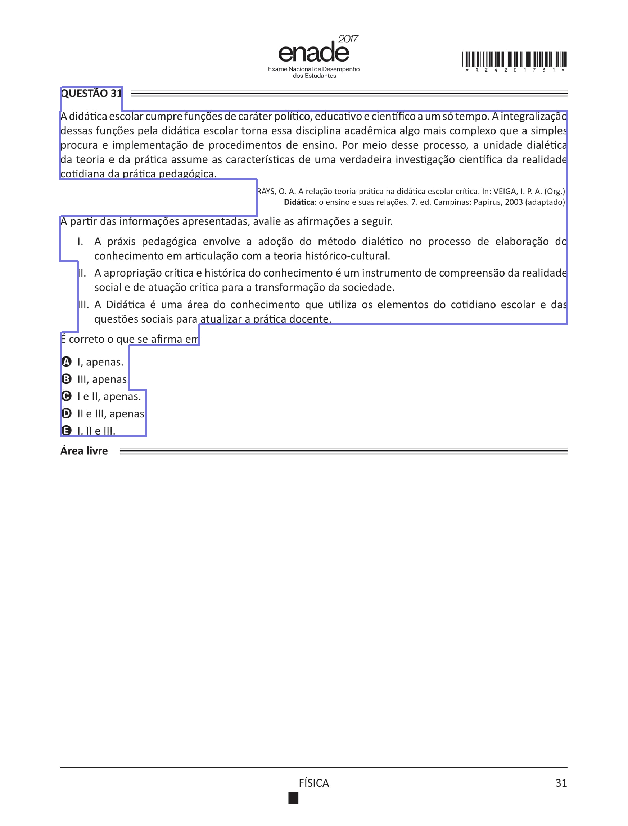 enade 2017
Exame Nacional de Desempenho
dos Estudantes
*R2420175 1*
QUESTÃO 31
A didática escolar cumpre funções de caráter político, educativo e científico a um só tempo. A integralização
dessas funções pela didática escolar torna essa disciplina acadêmica algo mais complexo que a simples
procura e implementação de procedimentos de ensino. Por meio desse processo, a unidade dialética
da teoria e da prática assume as características de uma verdadeira investigação científica da realidade
cotidiana da prática pedagógica.
RAYS, O. A. A relação teoria-prática na didática escolar crítica. In: VEIGA, I. P. A. (Org.)
Didática: o ensino e suas relações. 7. ed. Campinas: Papirus, 2003 (adaptado)
A partir das informações apresentadas, avalie as afirmações a seguir.
I. A práxis pedagógica envolve a adoção do método dialético no processo de elaboração do
conhecimento em articulação com a teoria histórico-cultural.
II. A apropriação crítica e histórica do conhecimento é um instrumento de compreensão da realidade
social e de atuação crítica para a transformação da sociedade.
III. A Didática é uma área do conhecimento que utiliza os elementos do cotidiano escolar e das
questões sociais para atualizar a prática docente.
É correto o que se afirma em
A I, apenas.
B III, apenas
C I e II, apenas.
D II e III, apenas
E I, II e III.
Área livre
FÍSICA
31